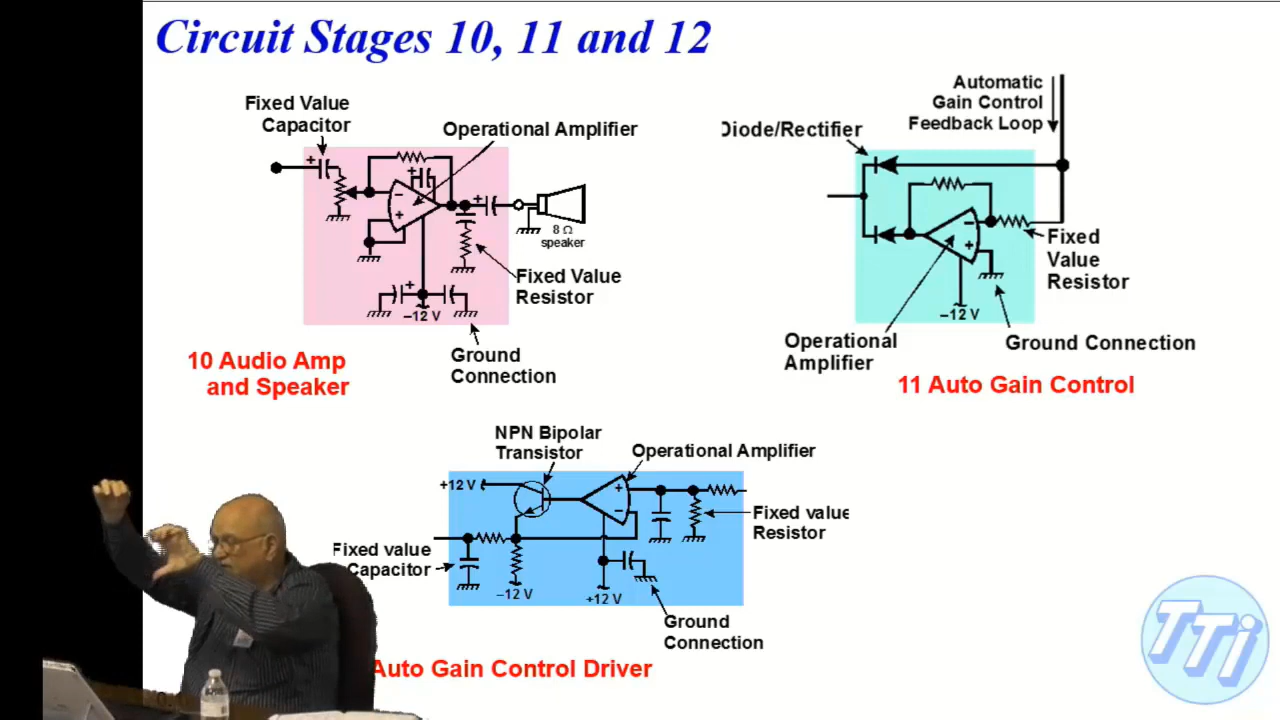 Circuit Stages 10, 11 and 12
Fixed Value
Capacitor
Operational Amplifier
+
+
+
−
+
8 Ω
speaker
Fixed Value
Resistor
+
−12 V
Ground
Connection
10 Audio Amp
and Speaker
Automatic
Gain Control
Feedback Loop
Diode/Rectifier
−
+
Fixed
Value
Resistor
−12 V
Operational
Amplifier
Ground Connection
11 Auto Gain Control
NPN Bipolar
Transistor
Operational Amplifier
+12 V
+
−
Fixed value
Resistor
Fixed value
Capacitor
−12 V
+12 V
Ground
Connection
Auto Gain Control Driver
TTi